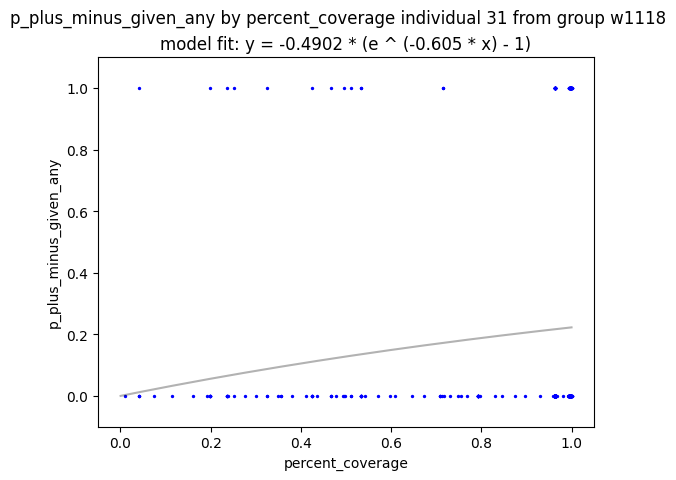 p_plus_minus_given_any by percent_coverage individual 31 from group w1118
model fit: y = -0.4902 * (e ^ (-0.605 * x) - 1)
1.0
0.8
0.6
0.4
0.2
0.0
p_plus_minus_given_any
0.0 0.2 0.4 0.6 0.8 1.0
percent_coverage